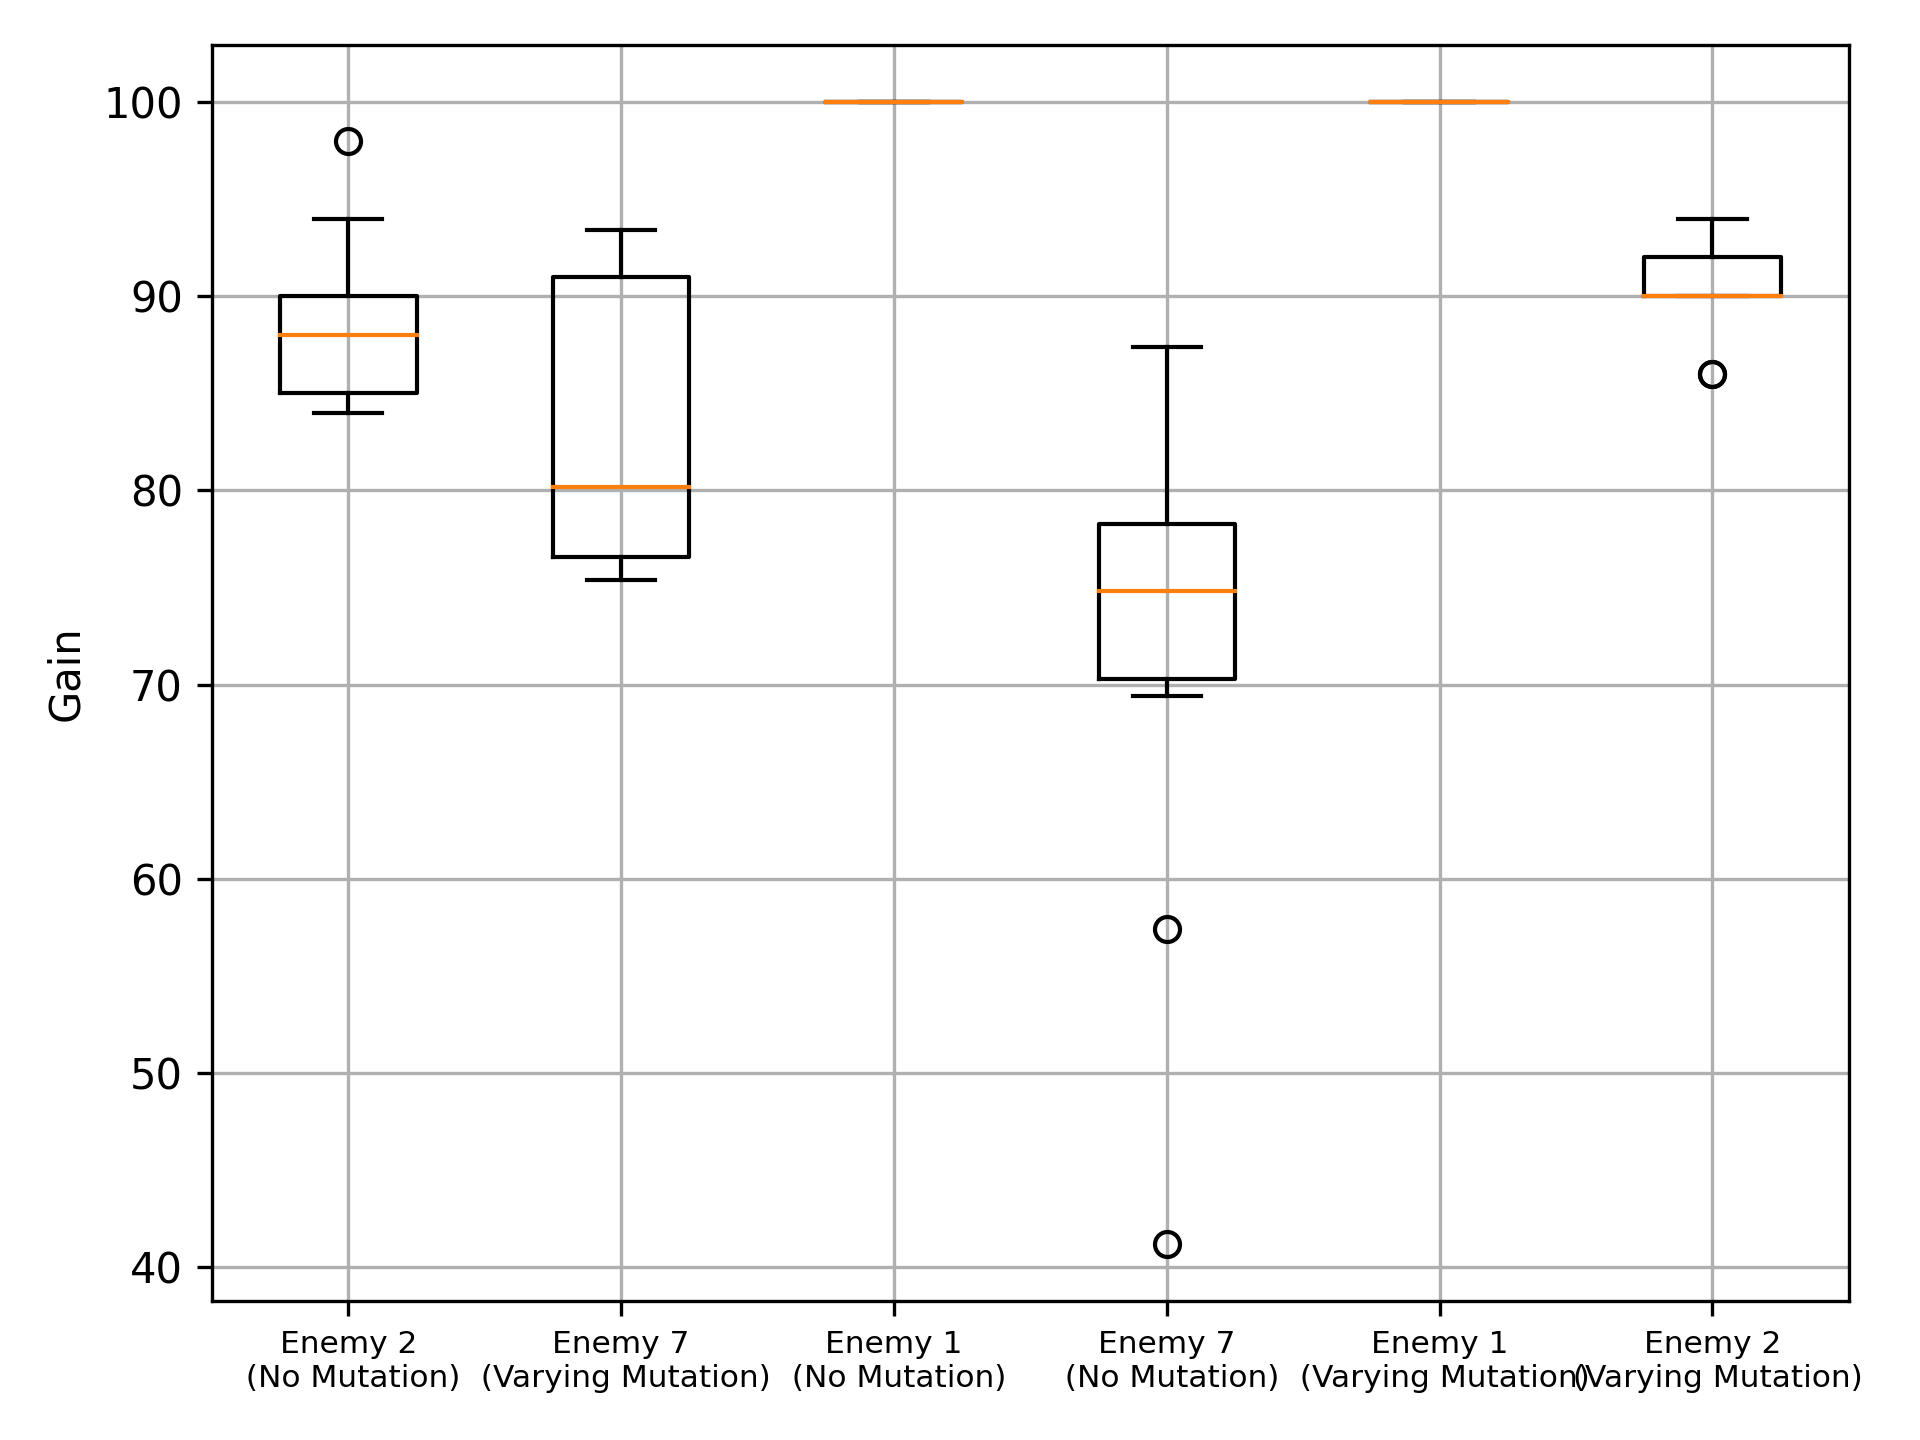 Gain
100
90
80
70
60
50
40
Enemy 2
(No Mutation)
Enemy 7
(Varying Mutation)
Enemy 1
(No Mutation)
Enemy 7
(No Mutation)
Enemy 1
(Varying Mutation)
Enemy 2
(Varying Mutation)